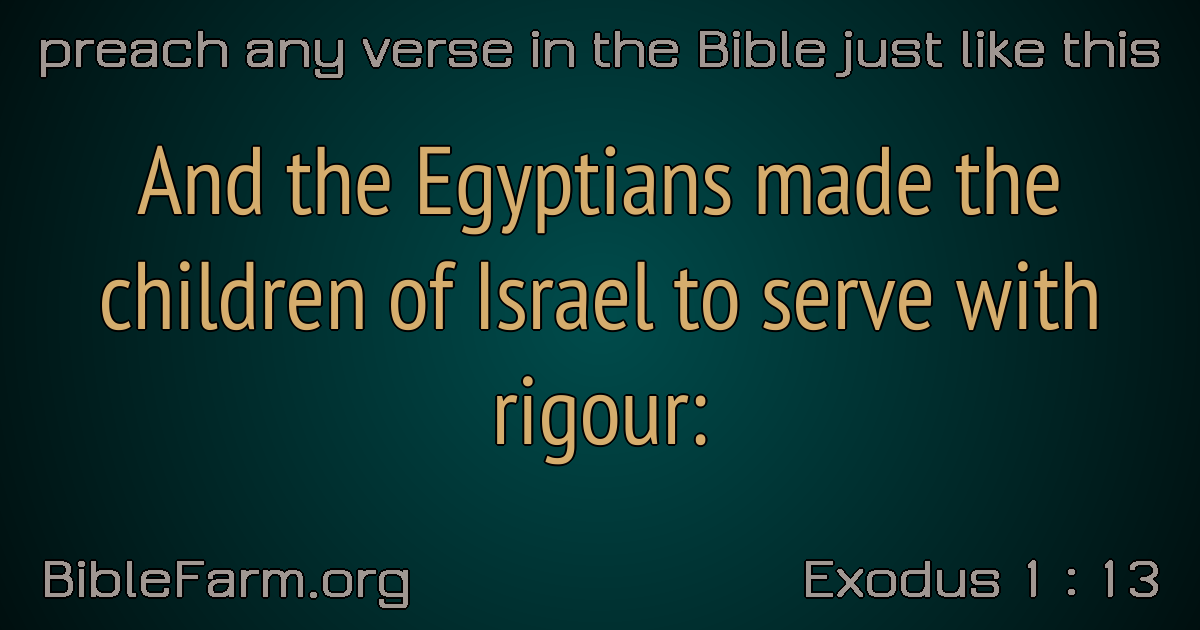 preach any verse in the Bible just like this
And the Egyptians made the
children of Israel to serve with
rigour:
BibleFarm.org
Exodus 1 : 13